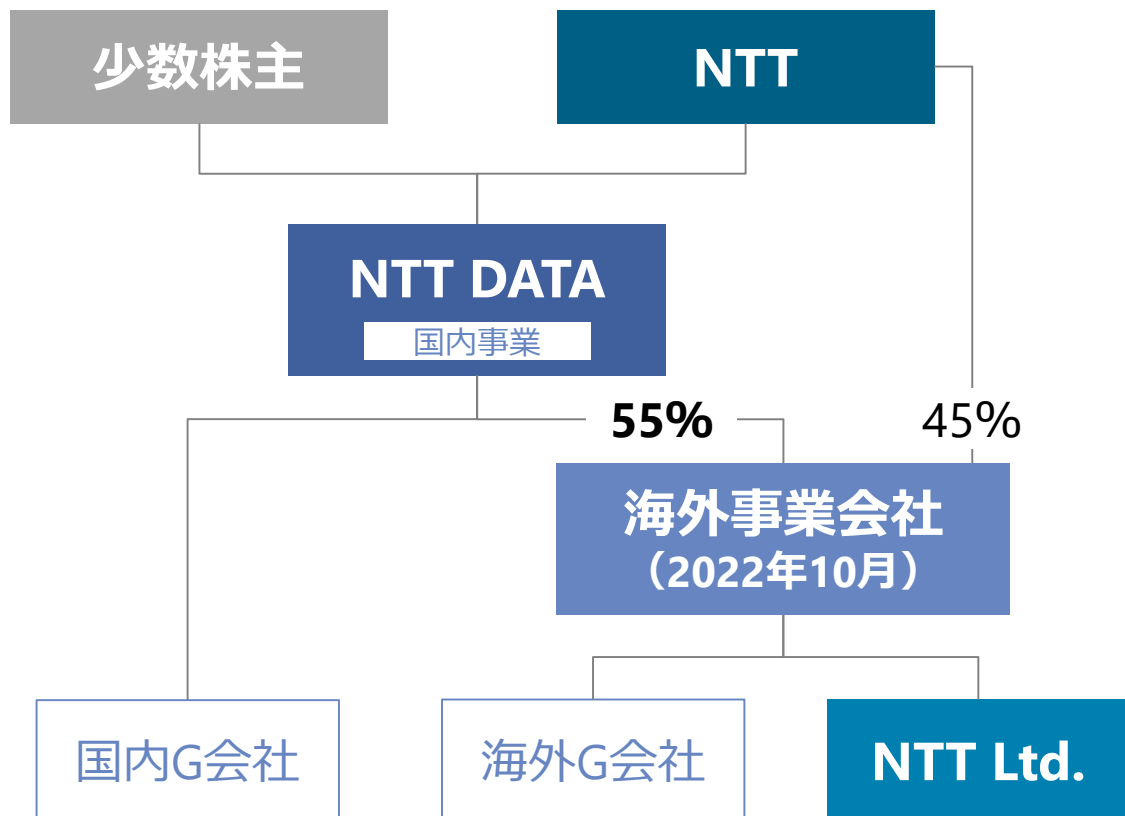 少数株主
NTT
NTT DATA
国内事業
55%
45%
海外事業会社
（2022年10月）
国内G会社
海外G会社
NTT Ltd.